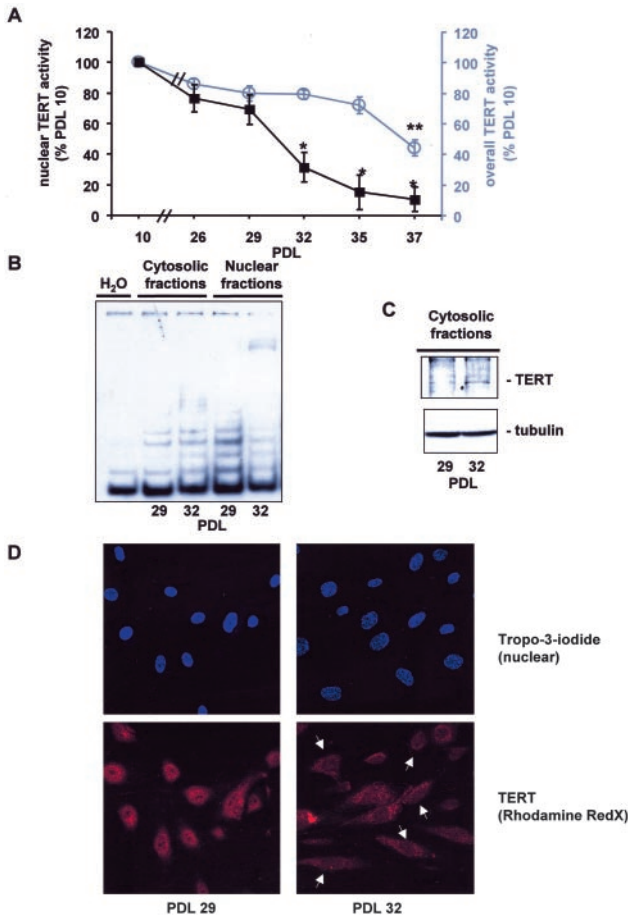 A
nuclear TERT activity
(% PDL 10)
120
100
80
60
40
20
0
//
*
*
*
**
120
100
80
60
40
20
0
overall TERT activity
(% PDL 10)
10 // 26 29 32 35 37
PDL
B
H₂O
Cytosolic
fractions
Nuclear
fractions
29 32 29 32
PDL
C
Cytosolic
fractions
- TERT
- tubulin
29 32
PDL
D
Tropo-3-iodide
(nuclear)
TERT
(Rhodamine RedX)
PDL 29
PDL 32